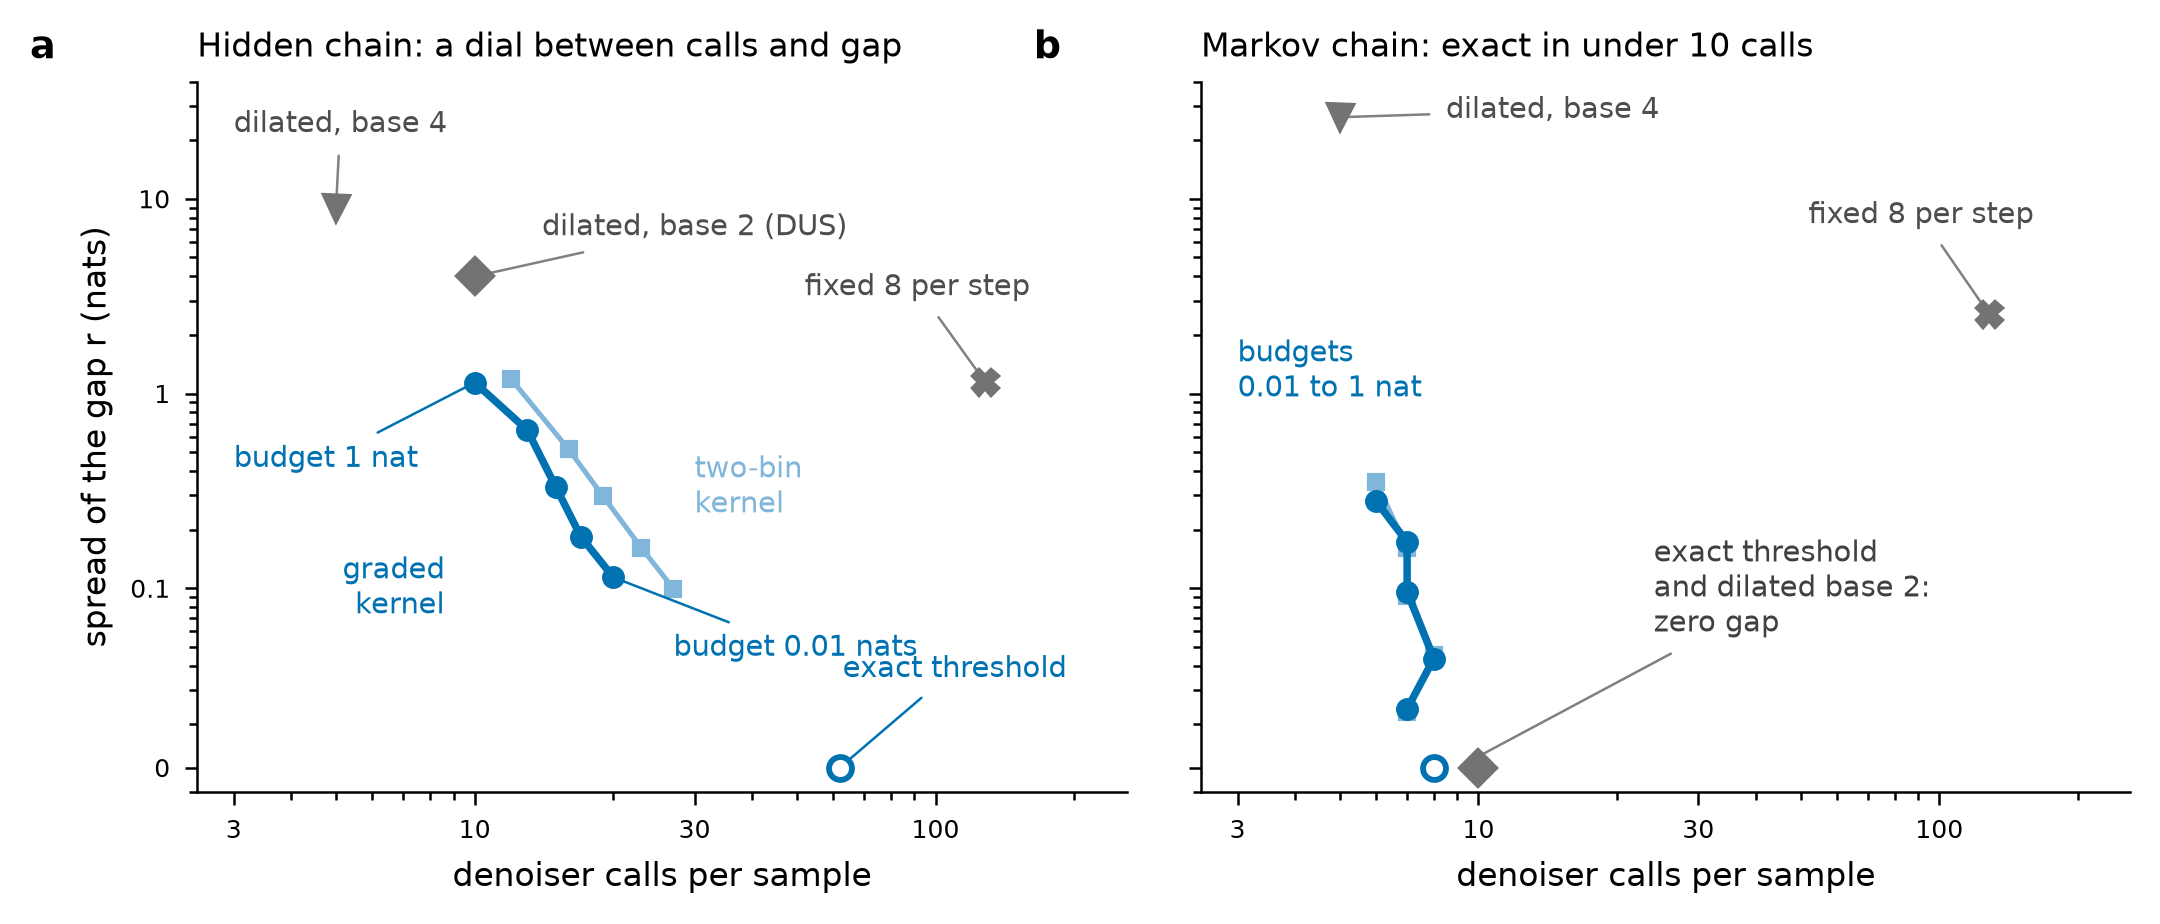 a
Hidden chain: a dial between calls and gap
spread of the gap r (nats)
10
1
0.1
0
dilated, base 4
dilated, base 2 (DUS)
fixed 8 per step
budget 1 nat
two-bin
kernel
graded
kernel
budget 0.01 nats
exact threshold
3
10
30
100
denoiser calls per sample
b
Markov chain: exact in under 10 calls
dilated, base 4
fixed 8 per step
budgets
0.01 to 1 nat
exact threshold
and dilated base 2:
zero gap
3
10
30
100
denoiser calls per sample